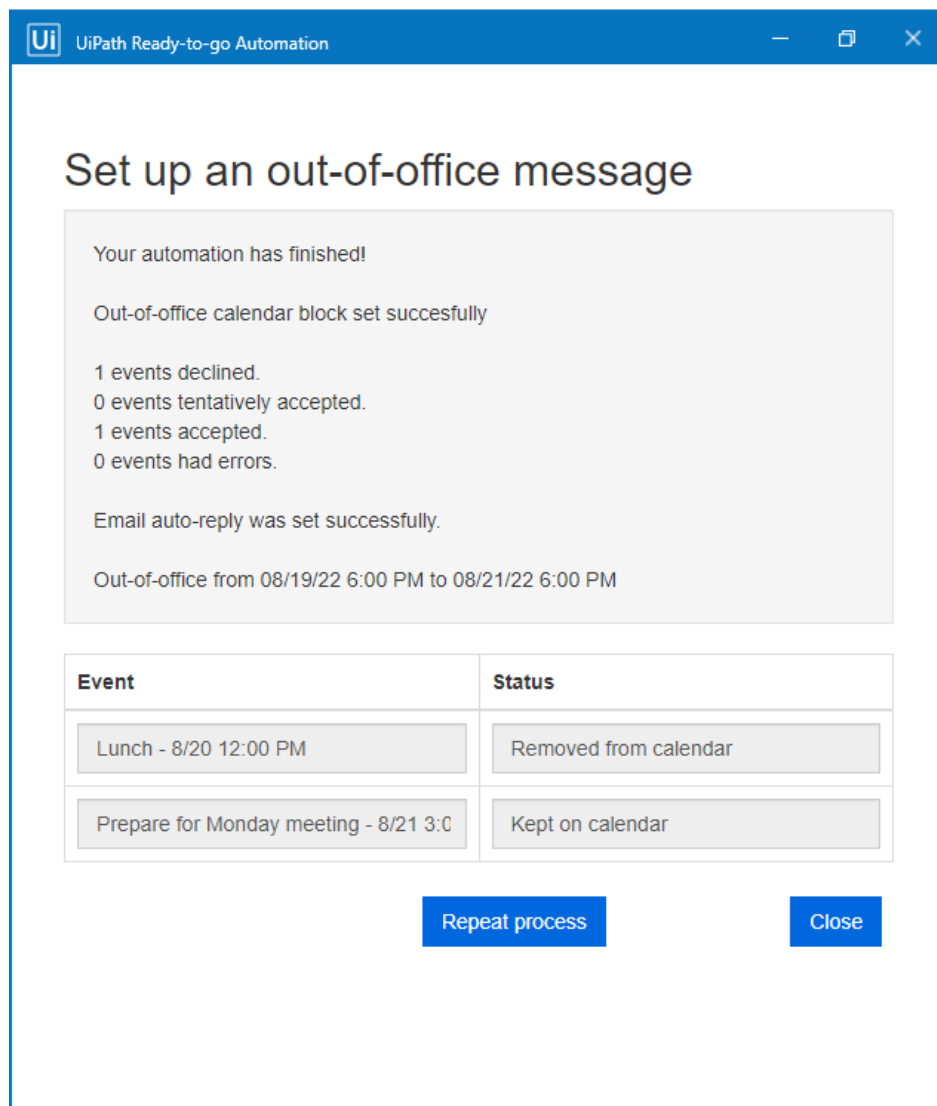 Ui UiPath Ready-to-go Automation
Set up an out-of-office message
Your automation has finished!
Out-of-office calendar block set succesfully
1 events declined.
0 events tentatively accepted.
1 events accepted.
0 events had errors.
Email auto-reply was set successfully.
Out-of-office from 08/19/22 6:00 PM to 08/21/22 6:00 PM
Event Status
Lunch - 8/20 12:00 PM Removed from calendar
Prepare for Monday meeting - 8/21 3:0 Kept on calendar
Repeat process Close